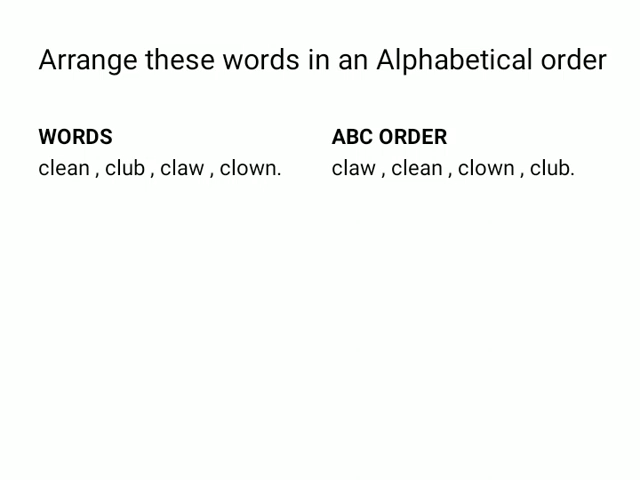 Arrange these words in an Alphabetical order
WORDS
clean , club , claw , clown.
ABC ORDER
claw , clean , clown , club.